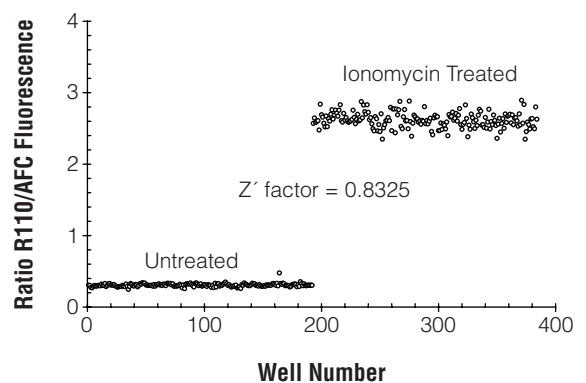 4
Ratio R110/AFC Fluorescence
Ionomycin Treated
3
2
Z´ factor = 0.8325
1
Untreated
0
0 100 200 300 400
Well Number